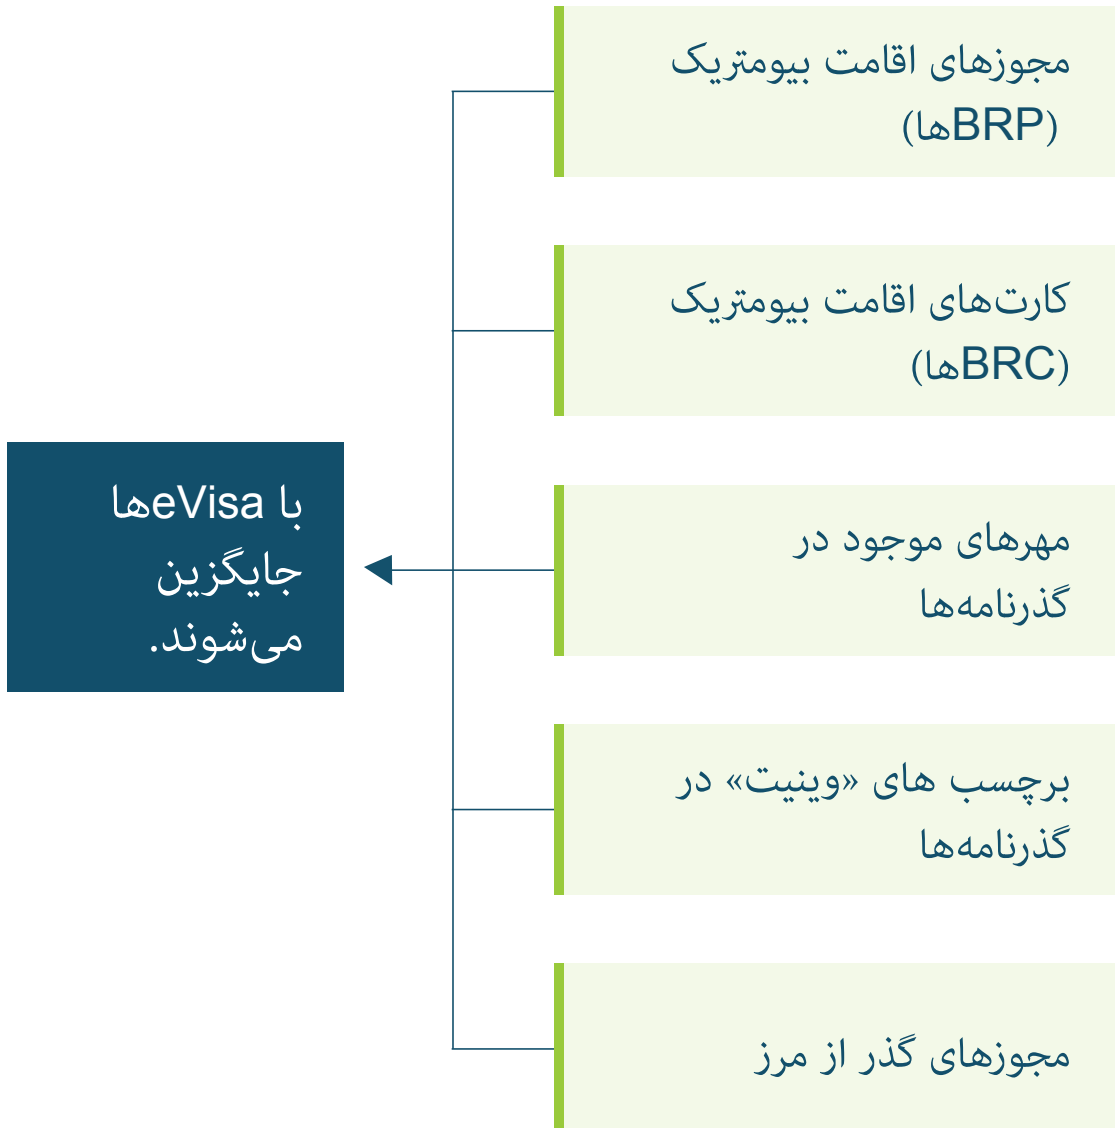 مجوزهای اقامت بیومتریک
(BRPها)
کارت‌های اقامت بیومتریک
(BRCها)
مهرهای موجود در
گذرنامه‌ها
برچسب های «وینیت» در
گذرنامه‌ها
مجوزهای گذر از مرز
با eVisaها
جایگزین
می‌شوند.